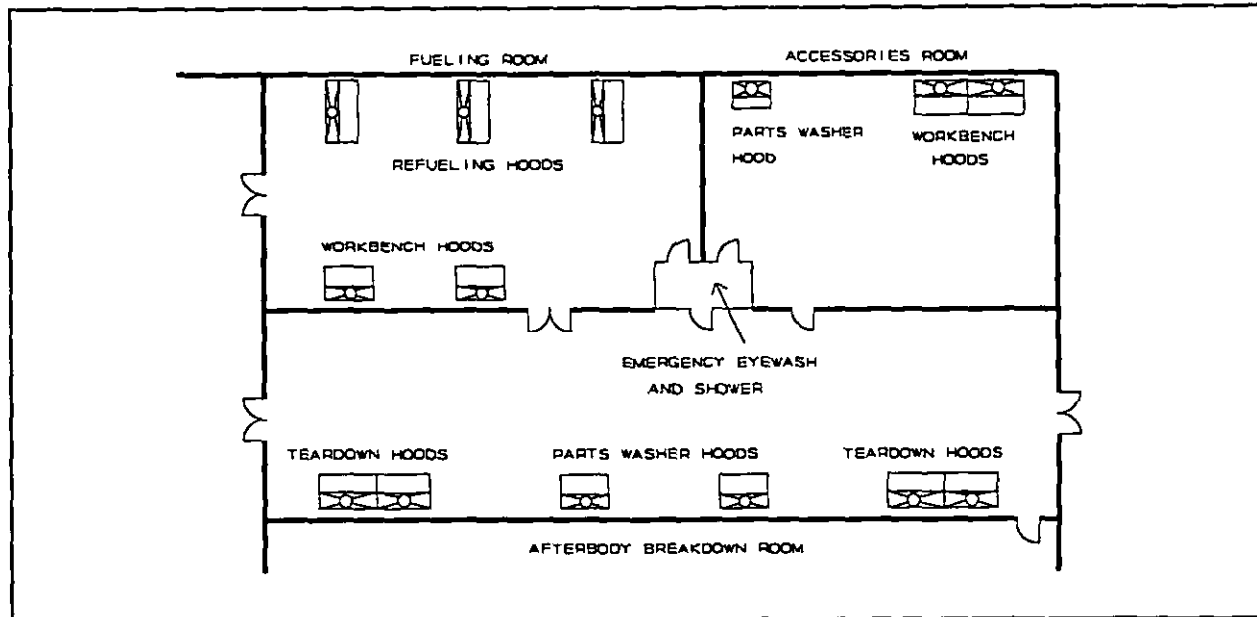 FUELING ROOM
ACCESSORIES ROOM
REFUELING HOODS
PARTS WASHER
HOOD
WORKBENCH
HOODS
WORKBENCH HOODS
EMERGENCY EYEWASH
AND SHOWER
TEARDOWN HOODS
PARTS WASHER HOODS
TEARDOWN HOODS
AFTERBODY BREAKDOWN ROOM